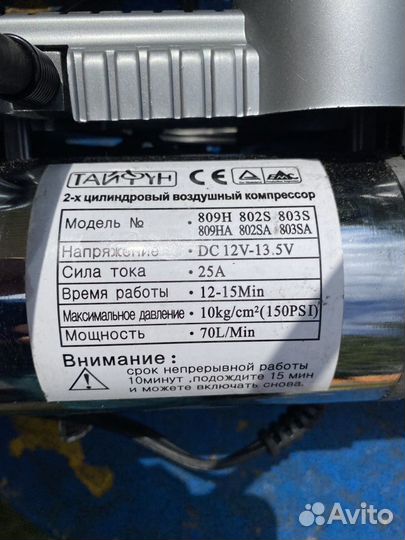 ТАЙФУН CE EMC
2-х цилиндровый воздушный компрессор
Модель № • 809H 802S 803S
809HA 802SA 803SA
Напряжение • DC 12V-13.5V
Сила тока • 25A
Время работы • 12-15Min
Максимальное давление • 10kg/cm²(150PSI)
Мощность • 70L/Min
Внимание:
срок непрерывной работы
10минут ,подождите 15 мин
и можете включать снова.
Avito